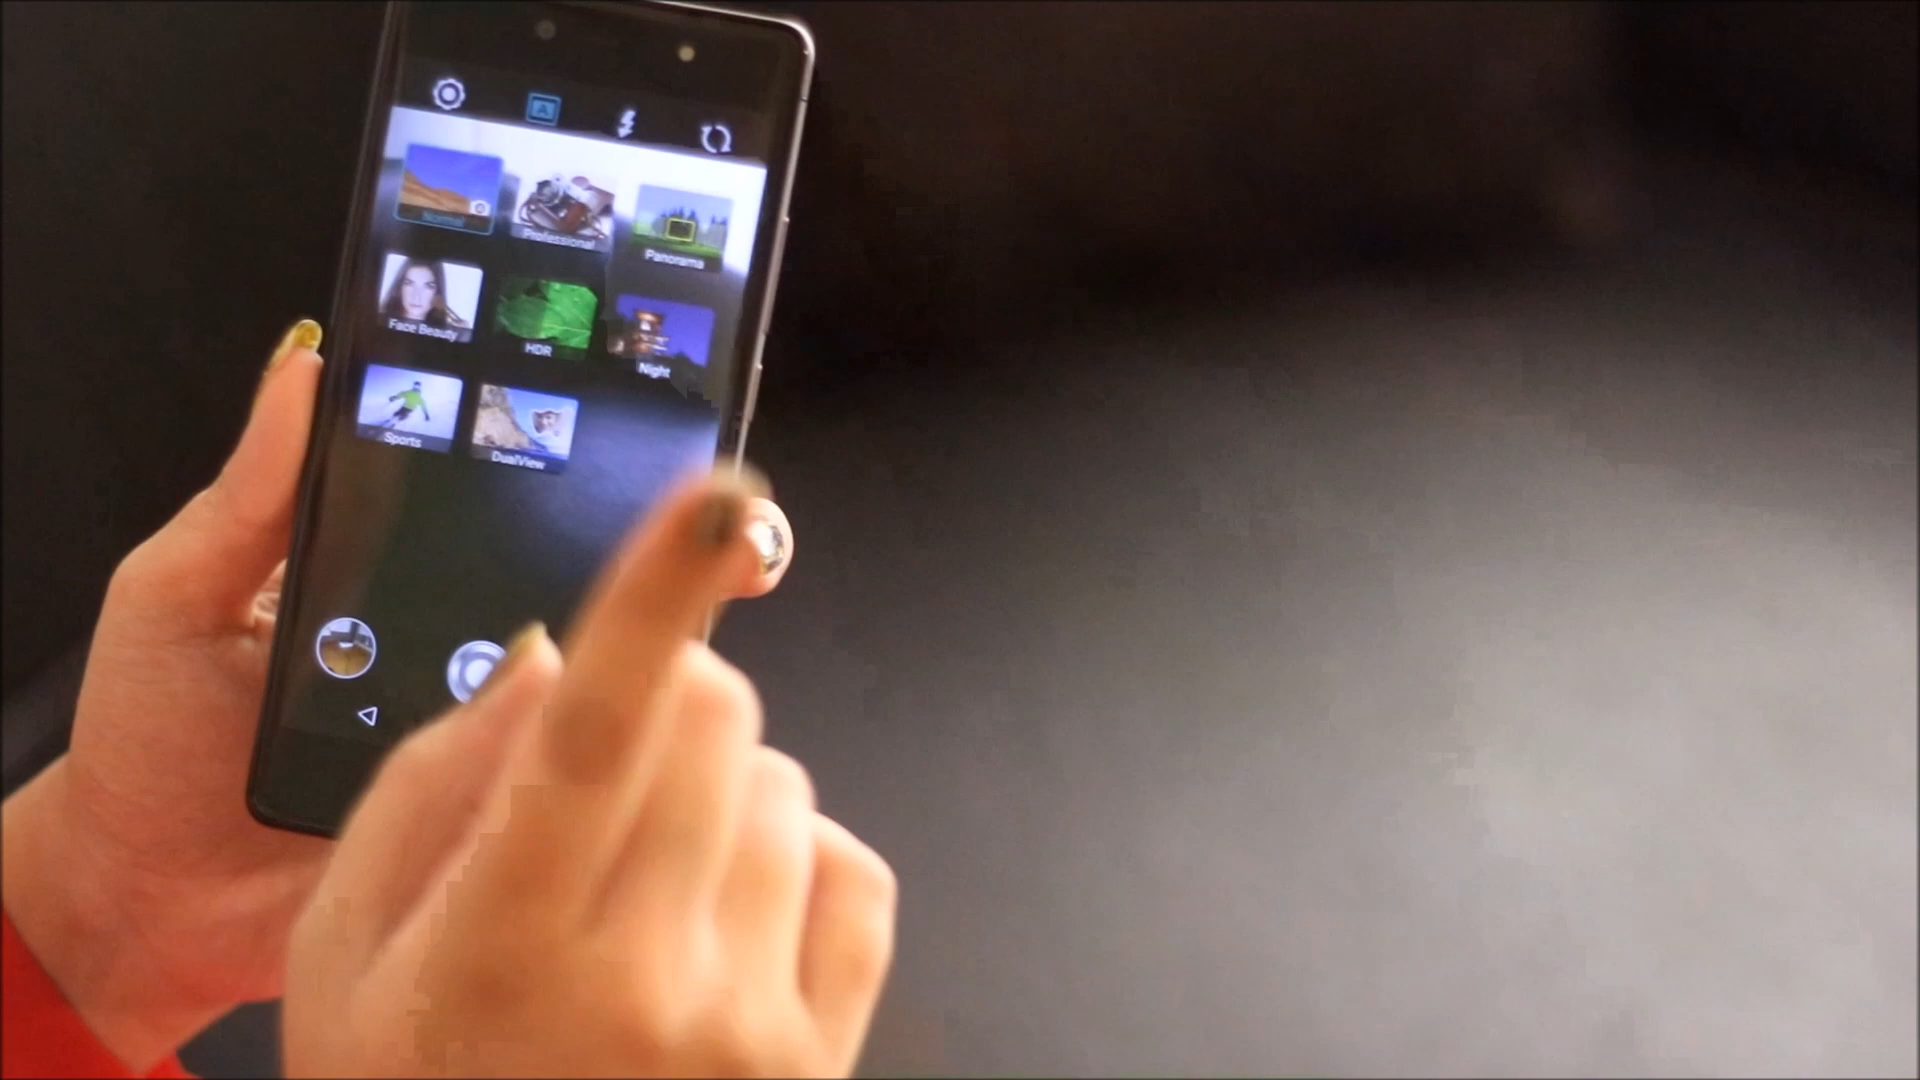 Normal
Professional
Panorama
Face Beauty
HDR
Night
Sports
DualView